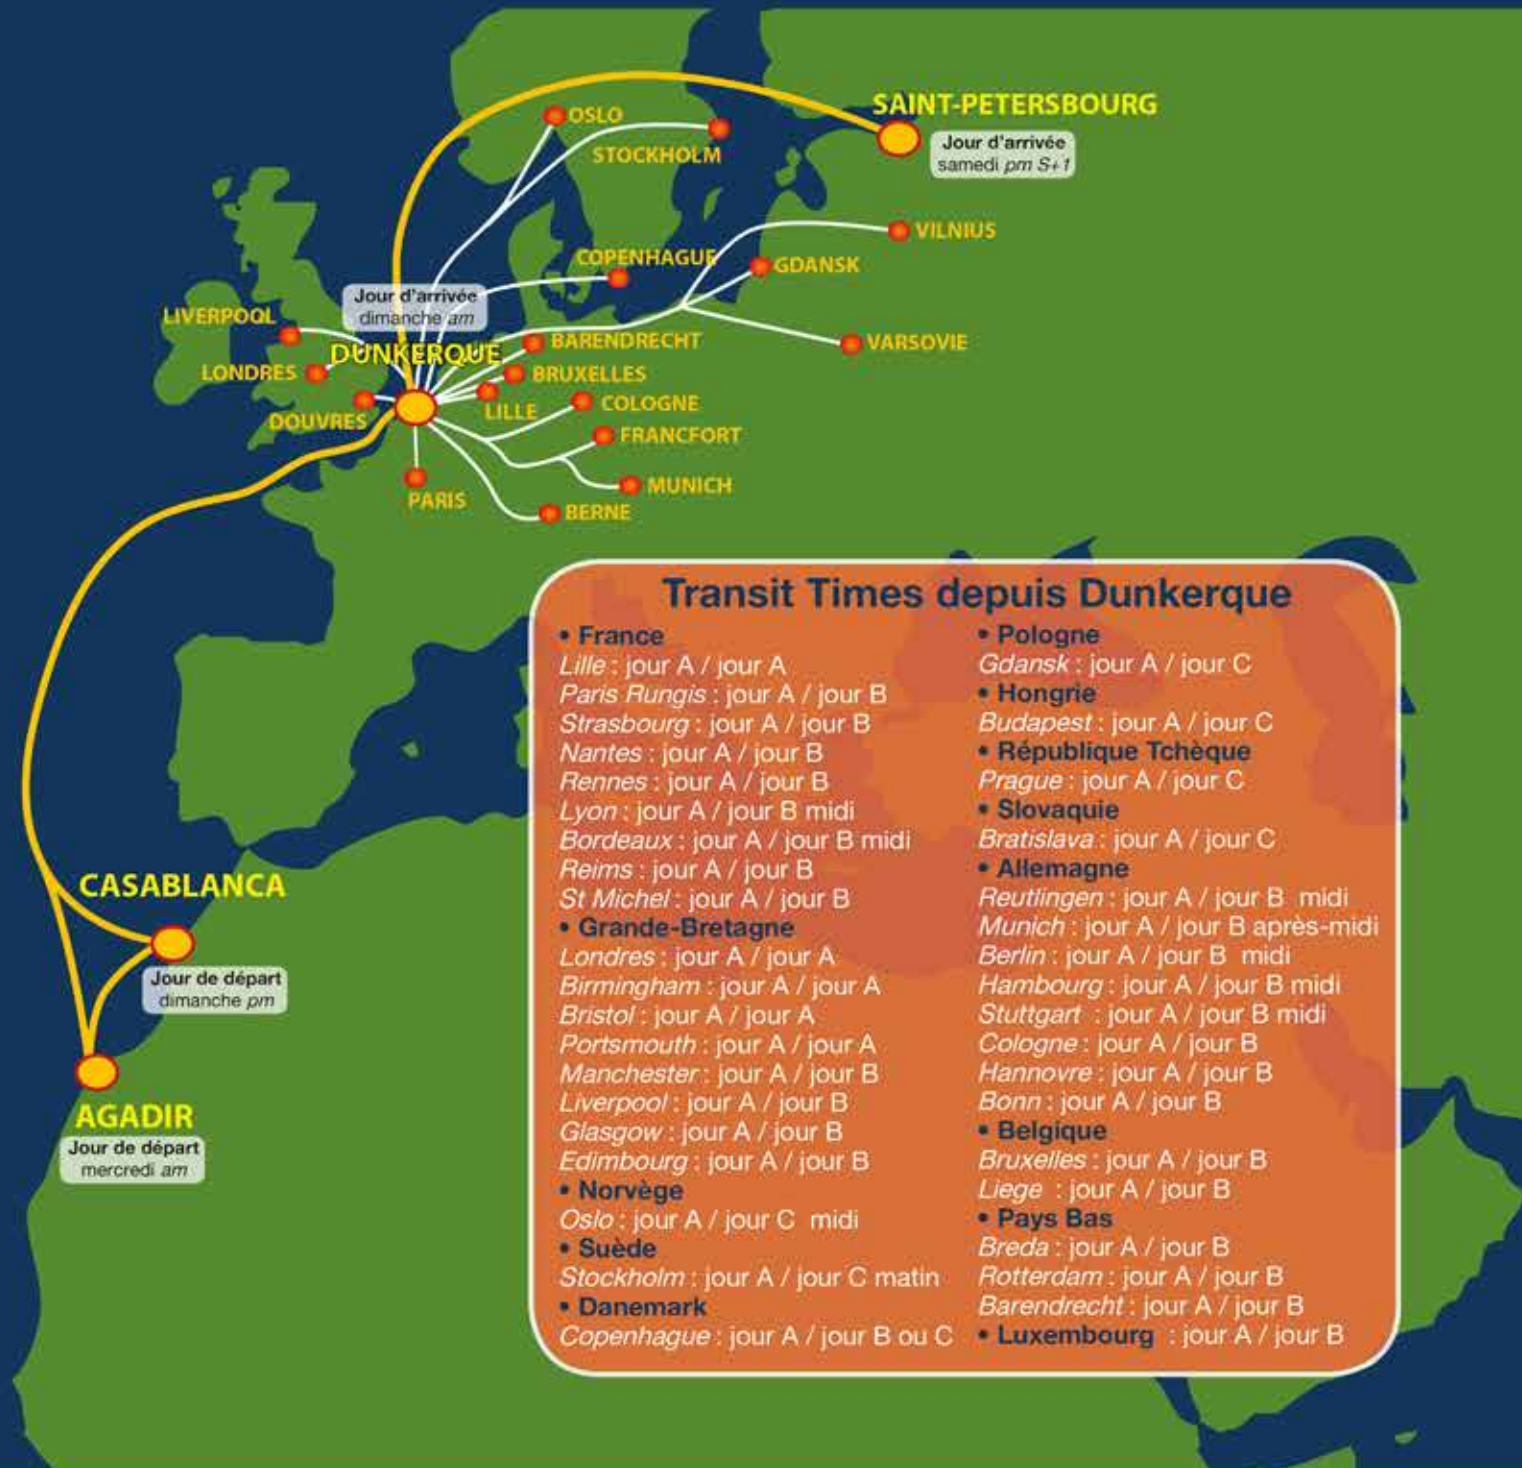 SAINT-PETERSBOURG
Jour d'arrivée
samedi pm S+1
OSLO
STOCKHOLM
VILNIUS
COPENHAGUE
GDANSK
Jour d'arrivée
dimanche am
LIVERPOOL
DUNKERQUE
BARENDRECHT
VARSOVIE
LONDRES
BRUXELLES
DOUVRES
LILLE
COLOGNE
FRANCFORT
PARIS
MUNICH
BERNE
CASABLANCA
Jour de départ
dimanche pm
AGADIR
Jour de départ
mercredi am
Transit Times depuis Dunkerque
• France
Lille : jour A / jour A
Paris Rungis : jour A / jour B
Strasbourg : jour A / jour B
Nantes : jour A / jour B
Rennes : jour A / jour B
Lyon : jour A / jour B midi
Bordeaux : jour A / jour B midi
Reims : jour A / jour B
St Michel : jour A / jour B
• Grande-Bretagne
Londres : jour A / jour A
Birmingham : jour A / jour A
Bristol : jour A / jour A
Portsmouth : jour A / jour A
Manchester : jour A / jour B
Liverpool : jour A / jour B
Glasgow : jour A / jour B
Edimbourg : jour A / jour B
• Norvège
Oslo : jour A / jour C midi
• Suède
Stockholm : jour A / jour C matin
• Danemark
Copenhague : jour A / jour B ou C
• Pologne
Gdansk : jour A / jour C
• Hongrie
Budapest : jour A / jour C
• République Tchèque
Prague : jour A / jour C
• Slovaquie
Bratislava : jour A / jour C
• Allemagne
Reutlingen : jour A / jour B midi
Munich : jour A / jour B après-midi
Berlin : jour A / jour B midi
Hambourg : jour A / jour B midi
Stuttgart : jour A / jour B midi
Cologne : jour A / jour B
Hannovre : jour A / jour B
Bonn : jour A / jour B
• Belgique
Bruxelles : jour A / jour B
Liege : jour A / jour B
• Pays Bas
Breda : jour A / jour B
Rotterdam : jour A / jour B
Barendrecht : jour A / jour B
• Luxembourg : jour A / jour B